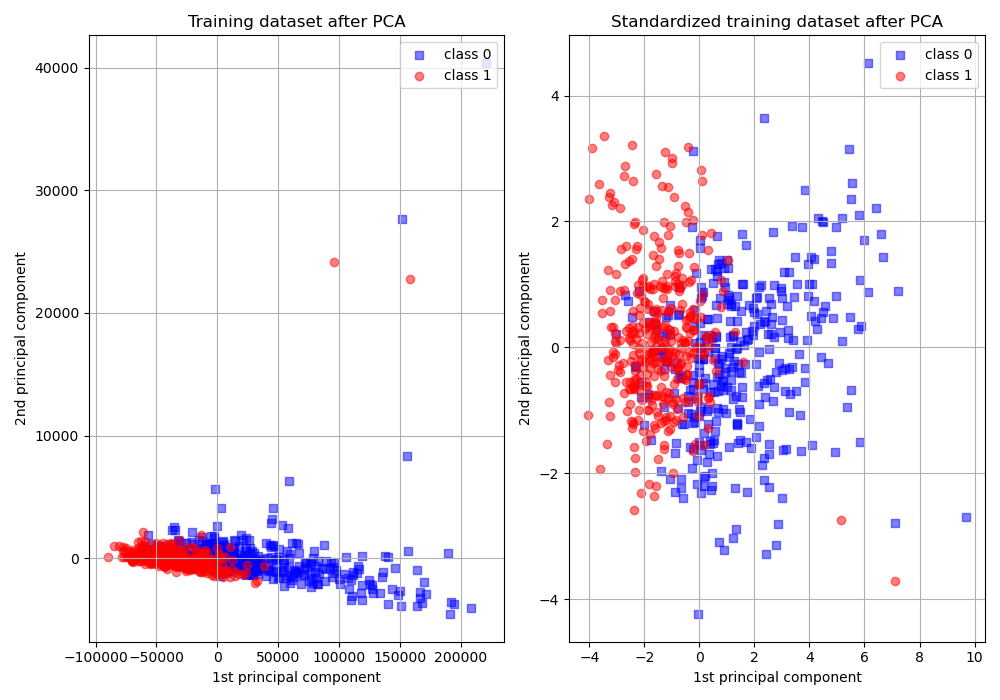 Training dataset after PCA
class 0
class 1
40000
30000
20000
10000
0
2nd principal component
−100000 −50000 0 50000 100000 150000 200000
1st principal component
Standardized training dataset after PCA
class 0
class 1
4
2
0
−2
−4
2nd principal component
−4 −2 0 2 4 6 8 10
1st principal component